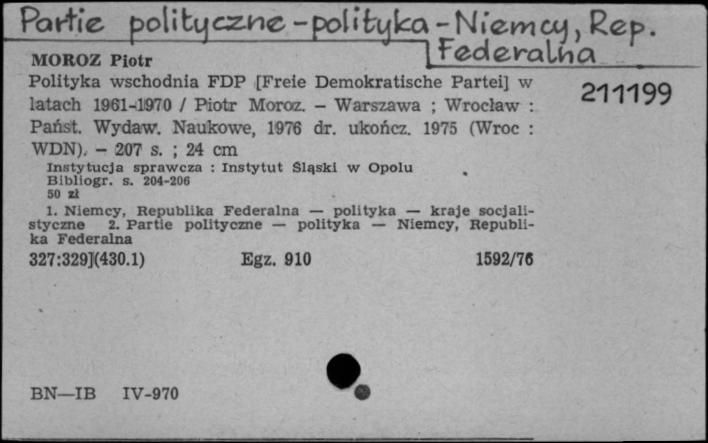 Partie polityczne - polityka - Niemcy, Rep.
Federalna
MOROZ Piotr
211199
Polityka wschodnia FDP [Freie Demokratische Partei] w
latach 1961-1970 / Piotr Moroz. – Warszawa ; Wrocław :
Państ. Wydaw. Naukowe, 1976 dr. ukończ. 1975 (Wroc :
WDN). – 207 s. ; 24 cm
Instytucja sprawcza : Instytut Śląski w Opolu
Bibliogr. s. 204-206
50 zł
1. Niemcy, Republika Federalna — polityka — kraje socjali-
styczne 2. Partie polityczne — polityka — Niemcy, Republi-
ka Federalna
327:329](430.1) Egz. 910 1592/76
BN—IB IV-970